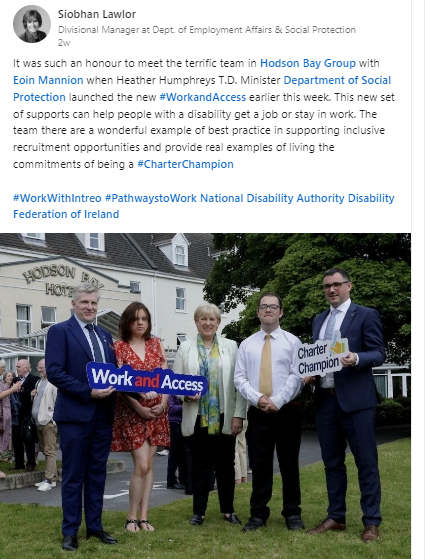 Siobhan Lawlor
Divisional Manager at Dept. of Employment Affairs & Social Protection
2w
It was such an honour to meet the terrific team in Hodson Bay Group with
Eoin Mannion when Heather Humphreys T.D. Minister Department of Social
Protection launched the new #WorkandAccess earlier this week. This new set
of supports can help people with a disability get a job or stay in work. The
team there are a wonderful example of best practice in supporting inclusive
recruitment opportunities and provide real examples of living the
commitments of being a #CharterChampion
#WorkWithIntreo #PathwaystoWork National Disability Authority Disability
Federation of Ireland
HODSON BAY
HOTEL
Work and Access
Charter
Champion